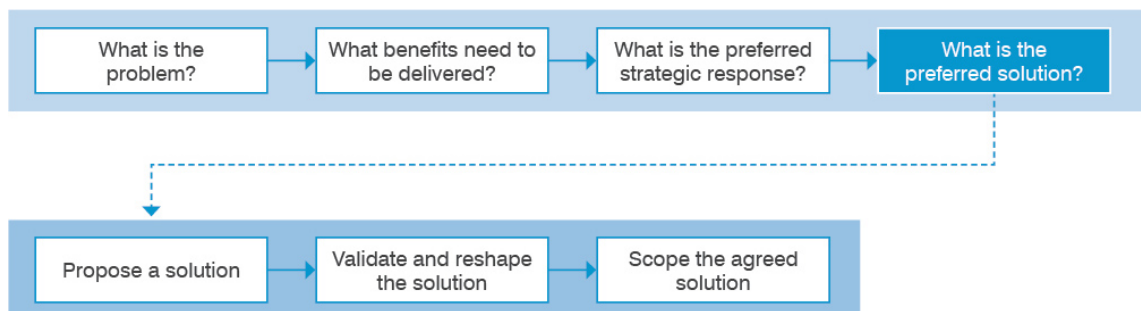 What is the
problem?
What benefits need to
be delivered?
What is the preferred
strategic response?
What is the
preferred solution?
Propose a solution
Validate and reshape
the solution
Scope the agreed
solution